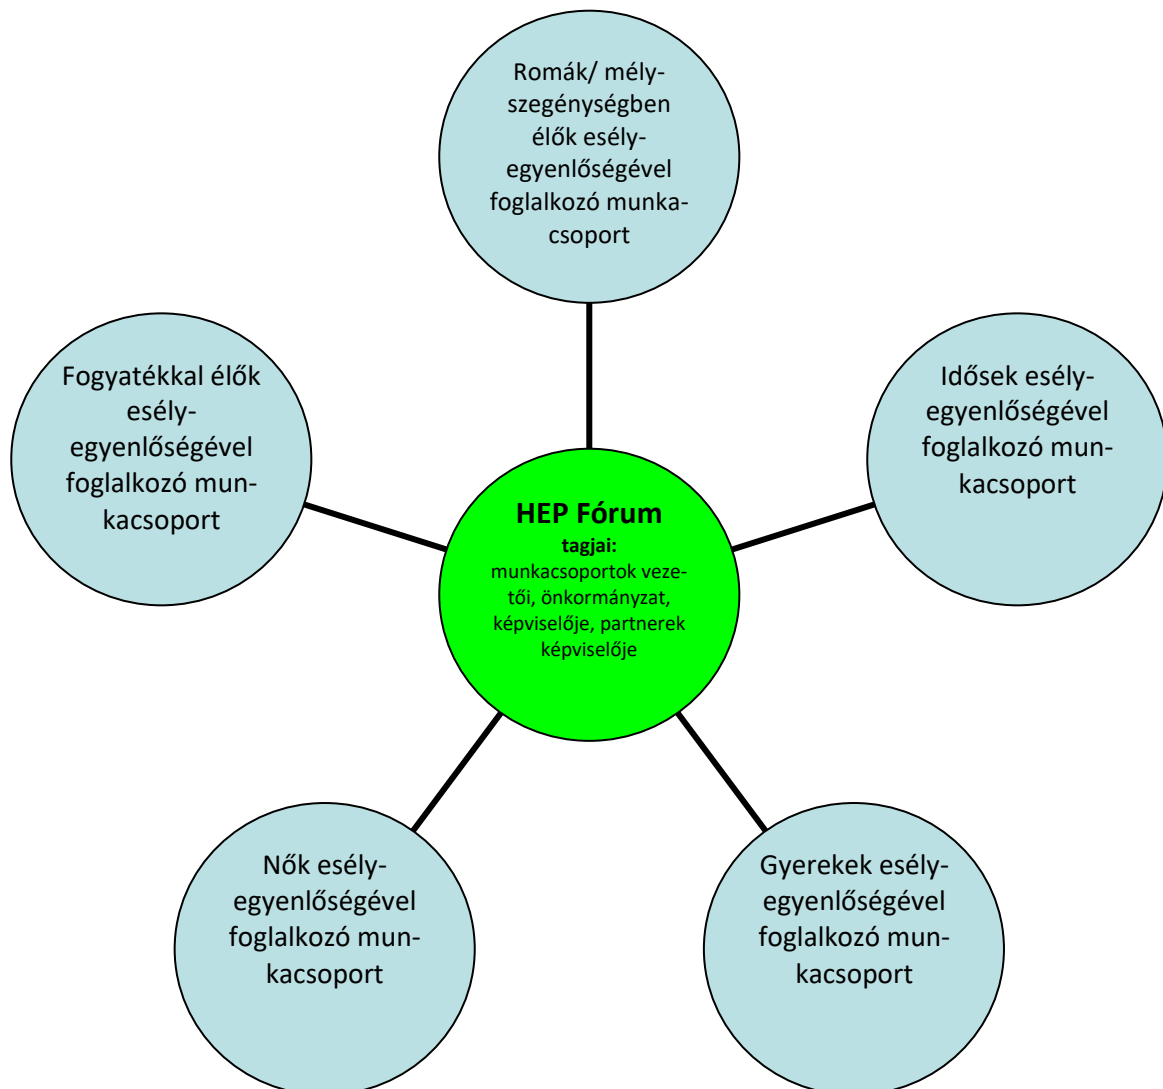 Romák/ mély-
szegénységben
élők esély-
egyenlőségével
foglalkozó munka-
csoport
Fogyatékkal élők
esély-
egyenlőségével
foglalkozó mun-
kacsoport
Idősek esély-
egyenlőségével
foglalkozó mun-
kacsoport
HEP Fórum
tagjai:
munkacsoportok veze-
tői, önkormányzat,
képviselője, partnerek
képviselője
Nők esély-
egyenlőségével
foglalkozó mun-
kacsoport
Gyerekek esély-
egyenlőségével
foglalkozó mun-
kacsoport